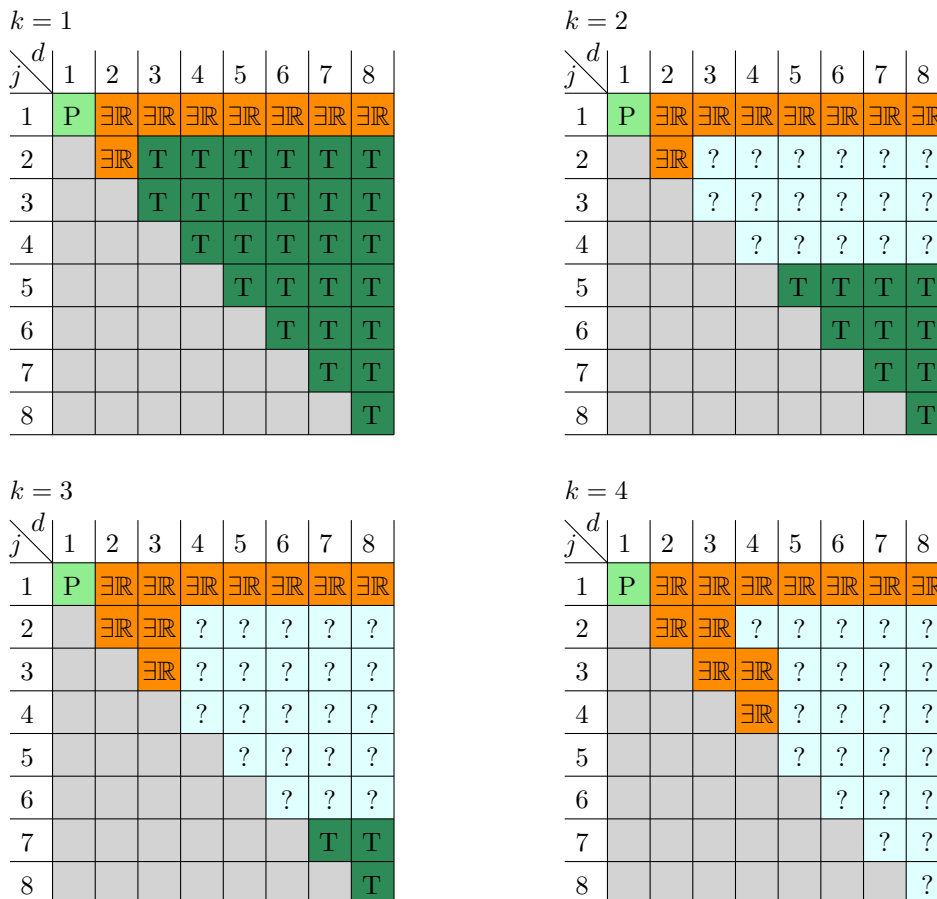 k = 1
j d 1 2 3 4 5 6 7 8
1 P ∃ℝ ∃ℝ ∃ℝ ∃ℝ ∃ℝ ∃ℝ ∃ℝ
2 ∃ℝ T T T T T T
3 T T T T T T
4 T T T T T
5 T T T T
6 T T T
7 T T
8 T
k = 2
j d 1 2 3 4 5 6 7 8
1 P ∃ℝ ∃ℝ ∃ℝ ∃ℝ ∃ℝ ∃ℝ ∃ℝ
2 ∃ℝ ? ? ? ? ? ?
3 ? ? ? ? ? ?
4 ? ? ? ? ?
5 T T T T
6 T T T
7 T T
8 T
k = 3
j d 1 2 3 4 5 6 7 8
1 P ∃ℝ ∃ℝ ∃ℝ ∃ℝ ∃ℝ ∃ℝ ∃ℝ
2 ∃ℝ ∃ℝ ? ? ? ? ?
3 ∃ℝ ? ? ? ? ?
4 ? ? ? ? ?
5 ? ? ? ?
6 ? ? ?
7 T T
8 T
k = 4
j d 1 2 3 4 5 6 7 8
1 P ∃ℝ ∃ℝ ∃ℝ ∃ℝ ∃ℝ ∃ℝ ∃ℝ
2 ∃ℝ ∃ℝ ? ? ? ? ?
3 ∃ℝ ∃ℝ ? ? ? ?
4 ∃ℝ ? ? ? ?
5 ? ? ? ?
6 ? ? ?
7 ? ?
8 ?